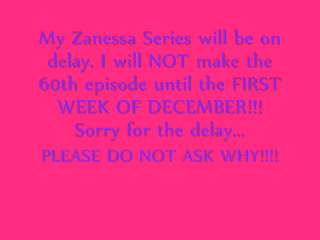 My Zanessa Series will be on
delay. I will NOT make the
60th episode until the FIRST
WEEK OF DECEMBER!!!
Sorry for the delay...
PLEASE DO NOT ASK WHY!!!!